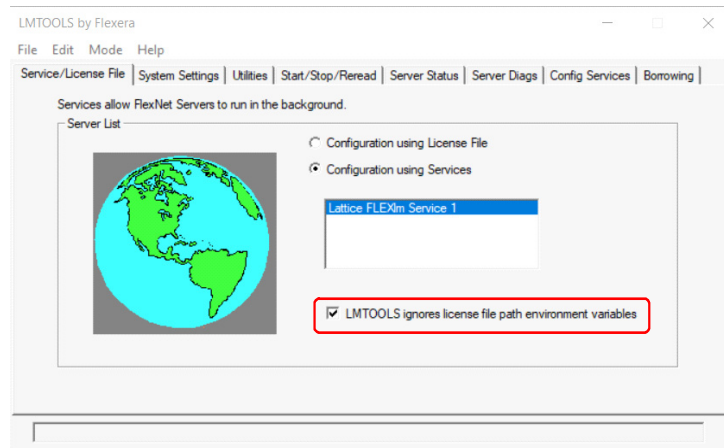 LMTOOLS by Flexera
File Edit Mode Help
Service/License File System Settings Utilities Start/Stop/Reread Server Status Server Diags Config Services Borrowing
Services allow FlexNet Servers to run in the background.
Server List
Configuration using License File
Configuration using Services
Lattice FLEXlm Service 1
LMTOOLS ignores license file path environment variables